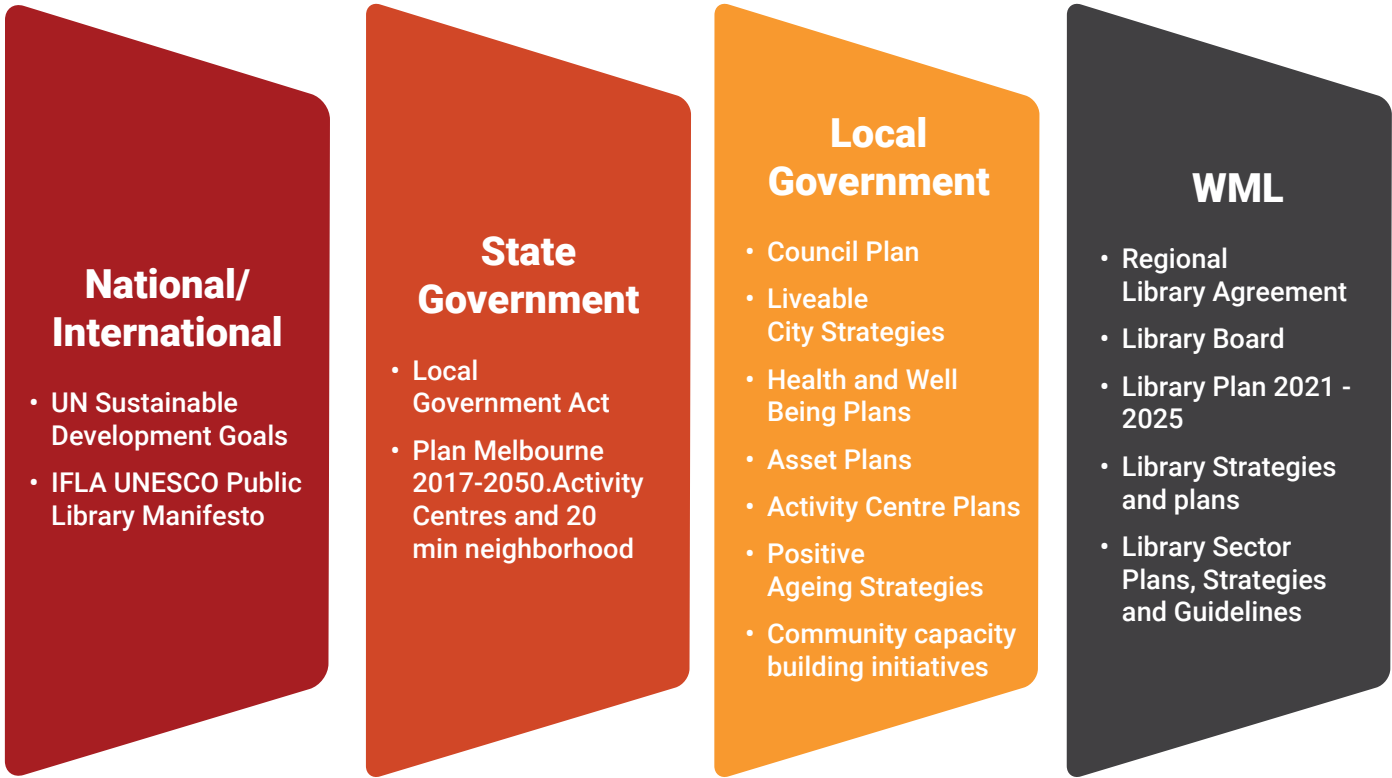 National/
International
• UN Sustainable
Development Goals
• IFLA UNESCO Public
Library Manifesto
State
Government
• Local
Government Act
• Plan Melbourne
2017-2050.Activity
Centres and 20
min neighborhood
Local
Government
• Council Plan
• Liveable
City Strategies
• Health and Well
Being Plans
• Asset Plans
• Activity Centre Plans
• Positive
Ageing Strategies
• Community capacity
building initiatives
WML
• Regional
Library Agreement
• Library Board
• Library Plan 2021 -
2025
• Library Strategies
and plans
• Library Sector
Plans, Strategies
and Guidelines